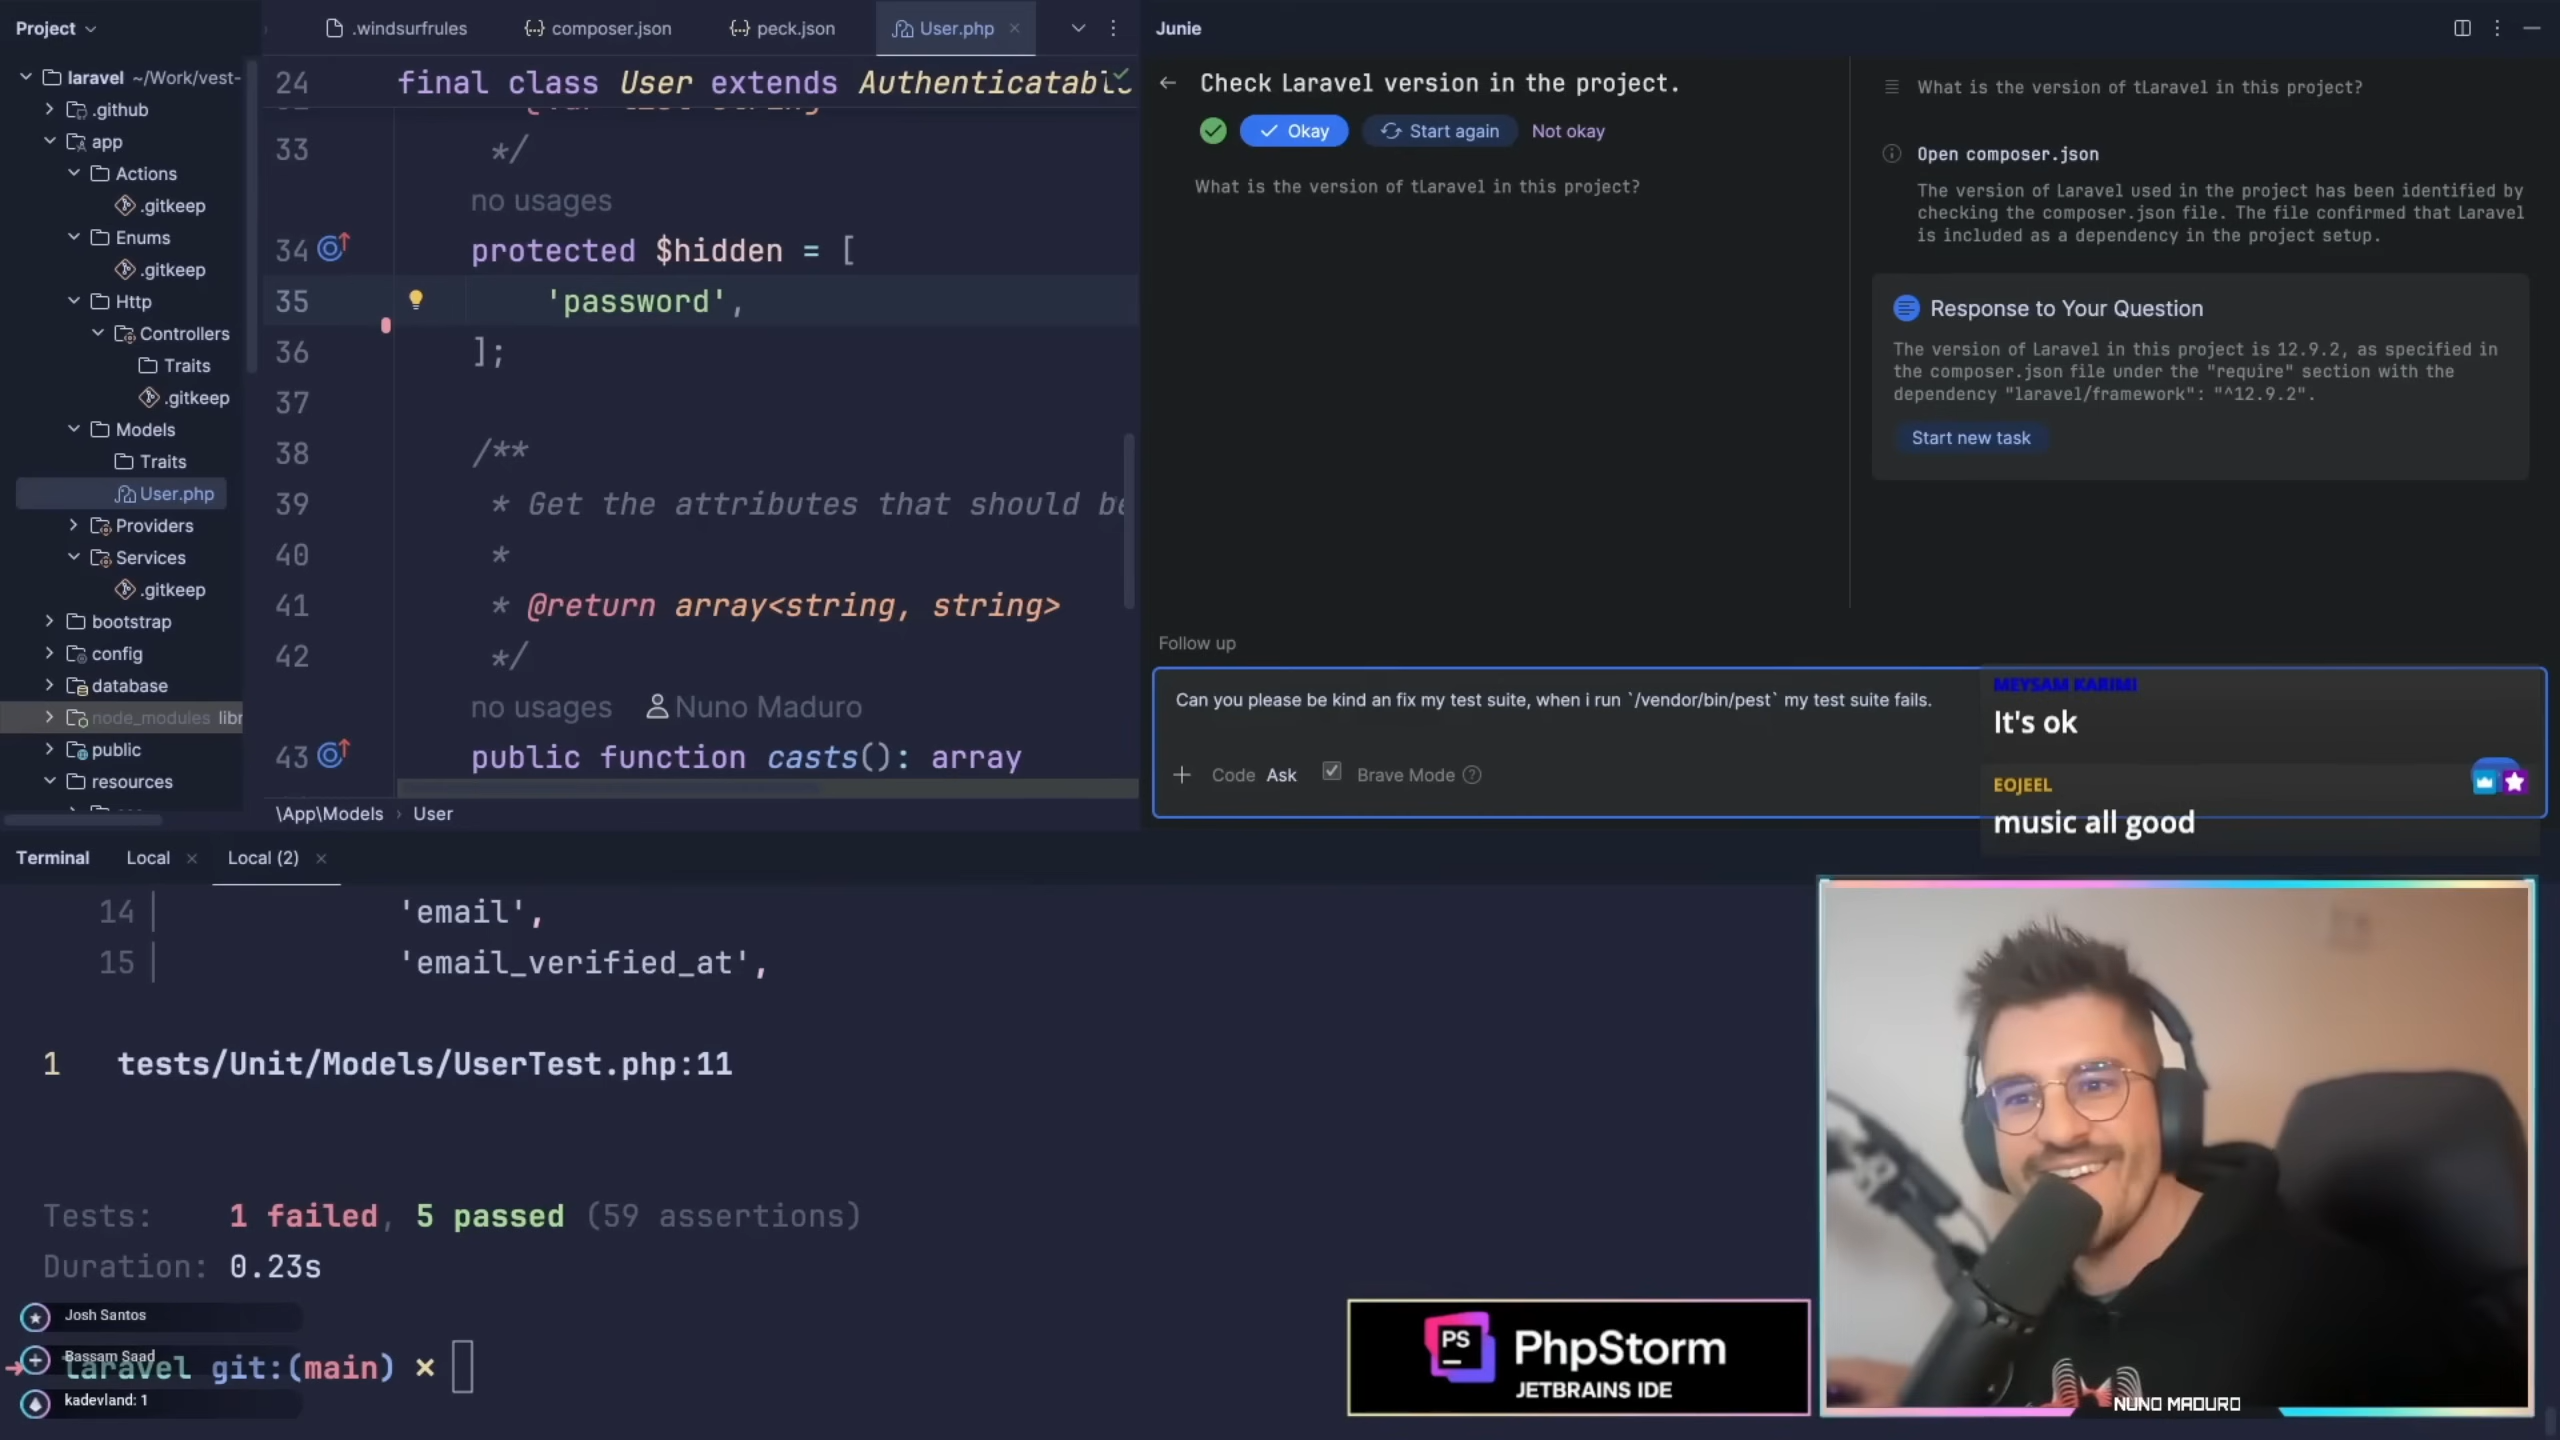 Project
laravel ~/Work/vest-
.github
app
Actions
.gitkeep
Enums
.gitkeep
Http
Controllers
Traits
.gitkeep
Models
Traits
User.php
Providers
Services
.gitkeep
bootstrap
config
database
node_modules libr
public
resources
.windsurfrules
composer.json
peck.json
User.php
24 final class User extends Authenticatable
33 */
no usages
34 protected $hidden = [
35 'password',
36 ];
37
38 /**
39 * Get the attributes that should be
40 *
41 * @return array<string, string>
42 */
no usages Nuno Maduro
43 public function casts(): array
\App\Models › User
Junie
Check Laravel version in the project.
Okay Start again Not okay
What is the version of tLaravel in this project?
What is the version of tLaravel in this project?
Open composer.json
The version of Laravel used in the project has been identified by
checking the composer.json file. The file confirmed that Laravel
is included as a dependency in the project setup.
Response to Your Question
The version of Laravel in this project is 12.9.2, as specified in
the composer.json file under the "require" section with the
dependency "laravel/framework": "^12.9.2".
Start new task
Follow up
Can you please be kind an fix my test suite, when i run `/vendor/bin/pest` my test suite fails.
Code Ask Brave Mode
MEYSAM KARIMI
It's ok
EOJEEL
music all good
Terminal Local Local (2)
14 'email',
15 'email_verified_at',
1 tests/Unit/Models/UserTest.php:11
Tests: 1 failed, 5 passed (59 assertions)
Duration: 0.23s
Josh Santos
Bassam Saad
laravel git:(main) ×
kadevland: 1
PS
PhpStorm
JETBRAINS IDE
NUNO MADURO